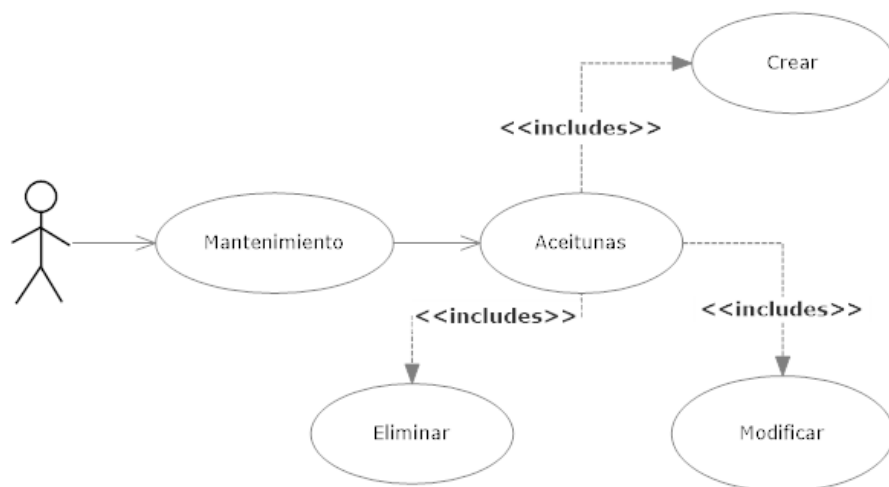 Crear
<<includes>>
Mantenimiento
Aceitunas
<<includes>>
<<includes>>
Eliminar
Modificar